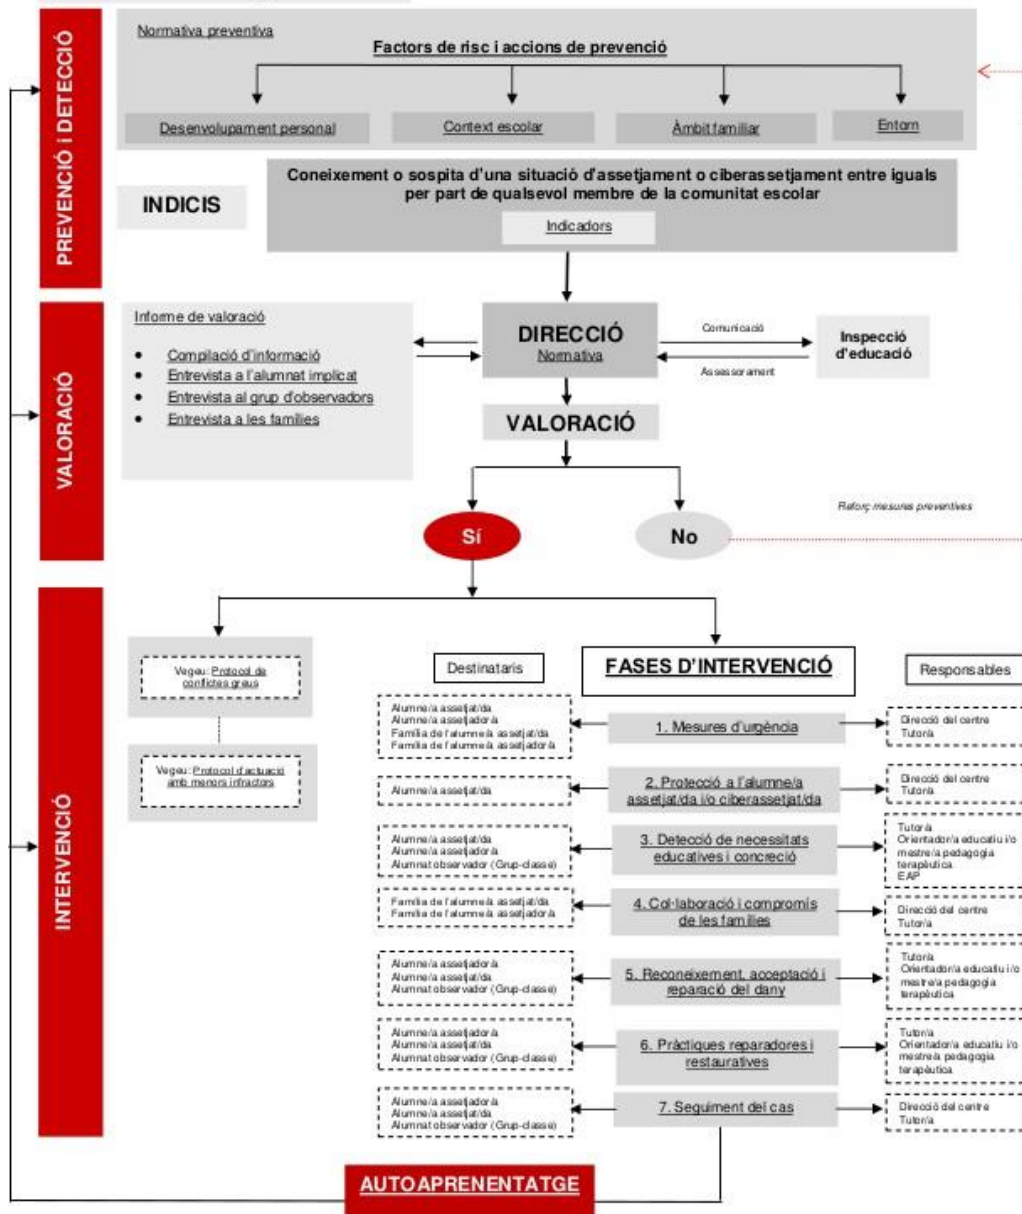 PREVENCIÓ i DETECCIÓ
Normativa preventiva
Factors de risc i accions de prevenció
Desenvolupament personal
Context escolar
Àmbit familiar
Entorn
INDICIS
Coneixement o sospita d'una situació d'assetjament o ciberassetjament entre iguals
per part de qualsevol membre de la comunitat escolar
Indicadors
VALORACIÓ
Informe de valoració
• Compilació d'informació
• Entrevista a l'alumnat implicat
• Entrevista al grup d'observadors
• Entrevista a les famílies
DIRECCIÓ
Normativa
Comunicació
Assessorament
Inspecció
d'educació
VALORACIÓ
Sí
No
Reforç mesures preventives
INTERVENCIÓ
Vegeu: Protocol de
conflictes greus
Vegeu: Protocol d'actuació
amb menors infractors
Destinataris
FASES D'INTERVENCIÓ
Responsables
Alumne/a assetjat/da
Alumne/a assetjador/a
Família de l'alumne/a assetjat/da
Família de l'alumne/a assetjador/a
1. Mesures d'urgència
Direcció del centre
Tutor/a
Alumne/a assetjat/da
2. Protecció a l'alumne/a
assetjat/da i/o ciberassetjat/da
Direcció del centre
Tutor/a
Alumne/a assetjat/da
Alumne/a assetjador/a
Alumnat observador (Grup-classe)
3. Detecció de necessitats
educatives i concreció
Tutor/a
Orientador/a educatiu i/o
mestre/a pedagogia
terapèutica
EAP
Família de l'alumne/a assetjat/da
Família de l'alumne/a assetjador/a
4. Col·laboració i compromís
de les famílies
Direcció del centre
Tutor/a
Alumne/a assetjador/a
Alumne/a assetjat/da
Alumnat observador (Grup-classe)
5. Reconeixement, acceptació i
reparació del dany
Tutor/a
Orientador/a educatiu i/o
mestre/a pedagogia
terapèutica
Alumne/a assetjador/a
Alumne/a assetjat/da
Alumnat observador (Grup-classe)
6. Pràctiques reparadores i
restauratives
Tutor/a
Orientador/a educatiu i/o
mestre/a pedagogia
terapèutica
Alumne/a assetjador/a
Alumne/a assetjat/da
Alumnat observador (Grup-classe)
7. Seguiment del cas
Direcció del centre
Tutor/a
AUTOAPRENENTATGE